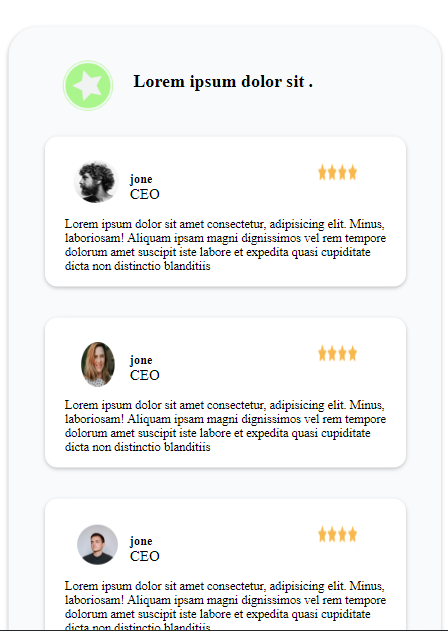 Lorem ipsum dolor sit .
jone
CEO
Lorem ipsum dolor sit amet consectetur, adipisicing elit. Minus,
laboriosam! Aliquam ipsam magni dignissimos vel rem tempore
dolorum amet suscipit iste labore et expedita quasi cupiditate
dicta non distinctio blanditiis
jone
CEO
Lorem ipsum dolor sit amet consectetur, adipisicing elit. Minus,
laboriosam! Aliquam ipsam magni dignissimos vel rem tempore
dolorum amet suscipit iste labore et expedita quasi cupiditate
dicta non distinctio blanditiis
jone
CEO
Lorem ipsum dolor sit amet consectetur, adipisicing elit. Minus,
laboriosam! Aliquam ipsam magni dignissimos vel rem tempore
dolorum amet suscipit iste labore et expedita quasi cupiditate
dicta non distinctio blanditiis